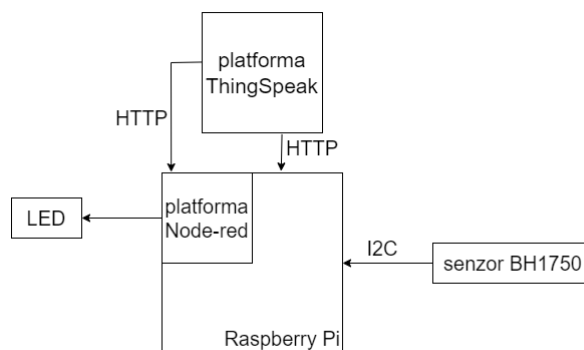 platforma
ThingSpeak
HTTP
HTTP
platforma
Node-red
LED
I2C
senzor BH1750
Raspberry Pi